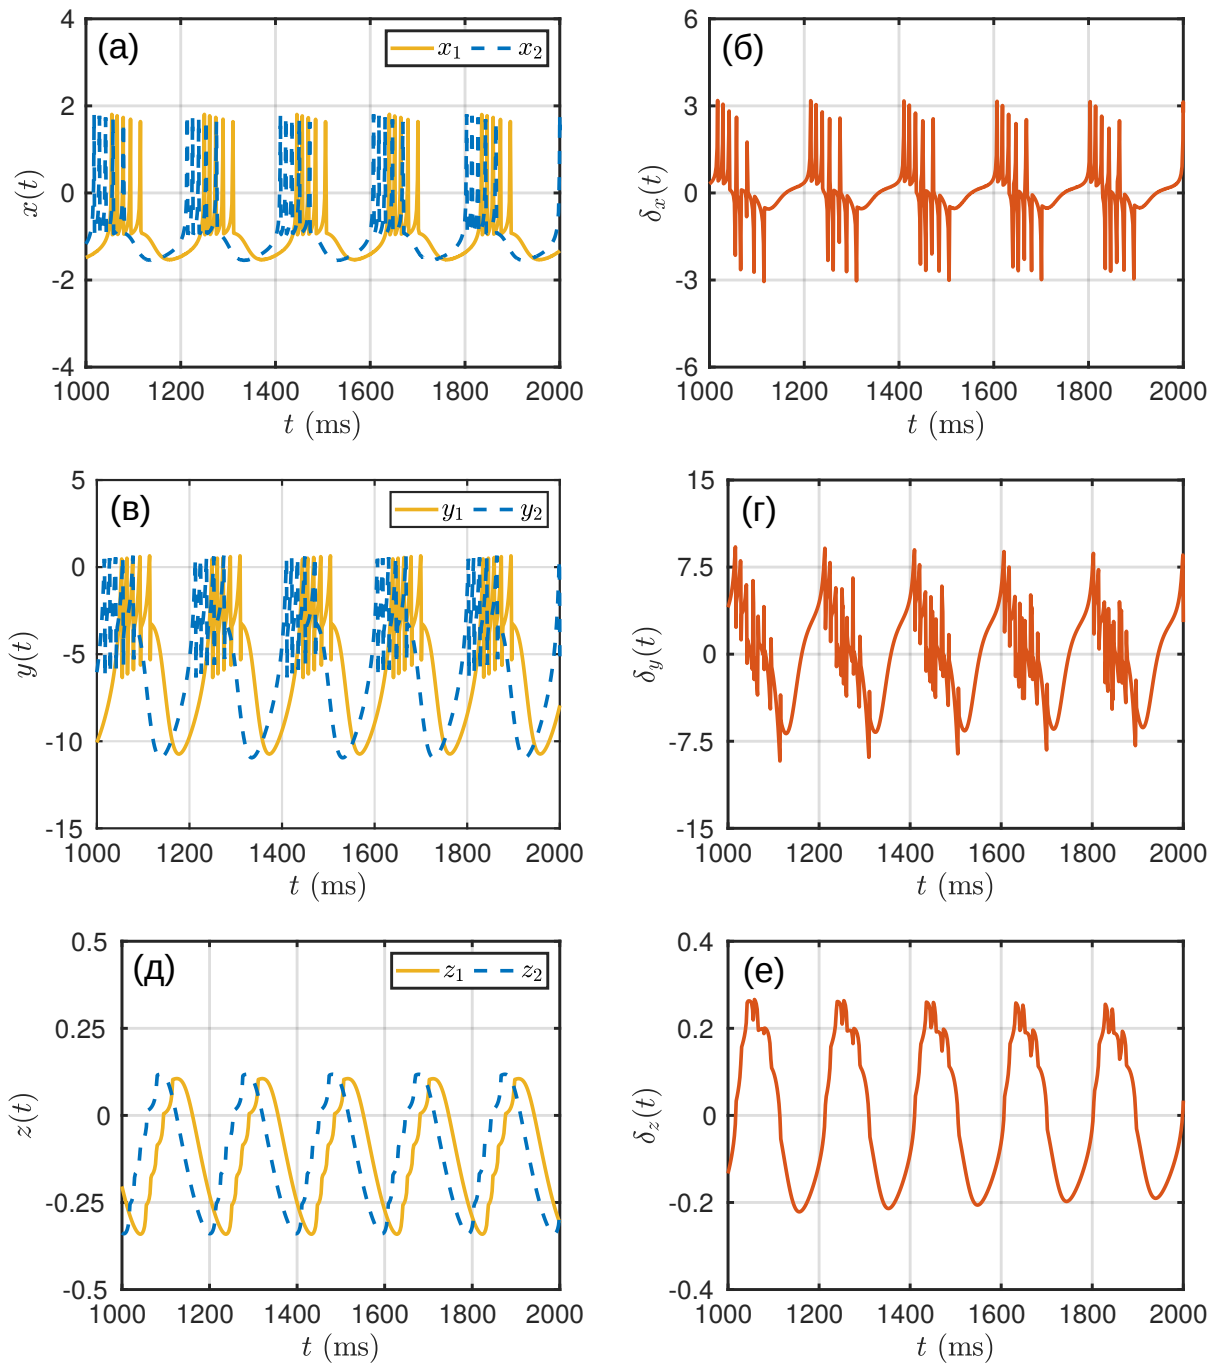 (а)
x₁ x₂
4
2
0
-2
-4
x(t)
1000 1200 1400 1600 1800 2000
t (ms)
(б)
6
3
0
-3
-6
δₓ(t)
1000 1200 1400 1600 1800 2000
t (ms)
(в)
y₁ y₂
5
0
-5
-10
-15
y(t)
1000 1200 1400 1600 1800 2000
t (ms)
(г)
15
7.5
0
-7.5
-15
δ_y(t)
1000 1200 1400 1600 1800 2000
t (ms)
(д)
z₁ z₂
0.5
0.25
0
-0.25
-0.5
z(t)
1000 1200 1400 1600 1800 2000
t (ms)
(е)
0.4
0.2
0
-0.2
-0.4
δ_z(t)
1000 1200 1400 1600 1800 2000
t (ms)